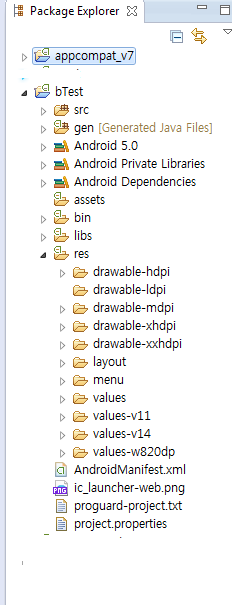 Package Explorer
appcompat_v7
bTest
src
gen [Generated Java Files]
Android 5.0
Android Private Libraries
Android Dependencies
assets
bin
libs
res
drawable-hdpi
drawable-ldpi
drawable-mdpi
drawable-xhdpi
drawable-xxhdpi
layout
menu
values
values-v11
values-v14
values-w820dp
AndroidManifest.xml
ic_launcher-web.png
proguard-project.txt
project.properties